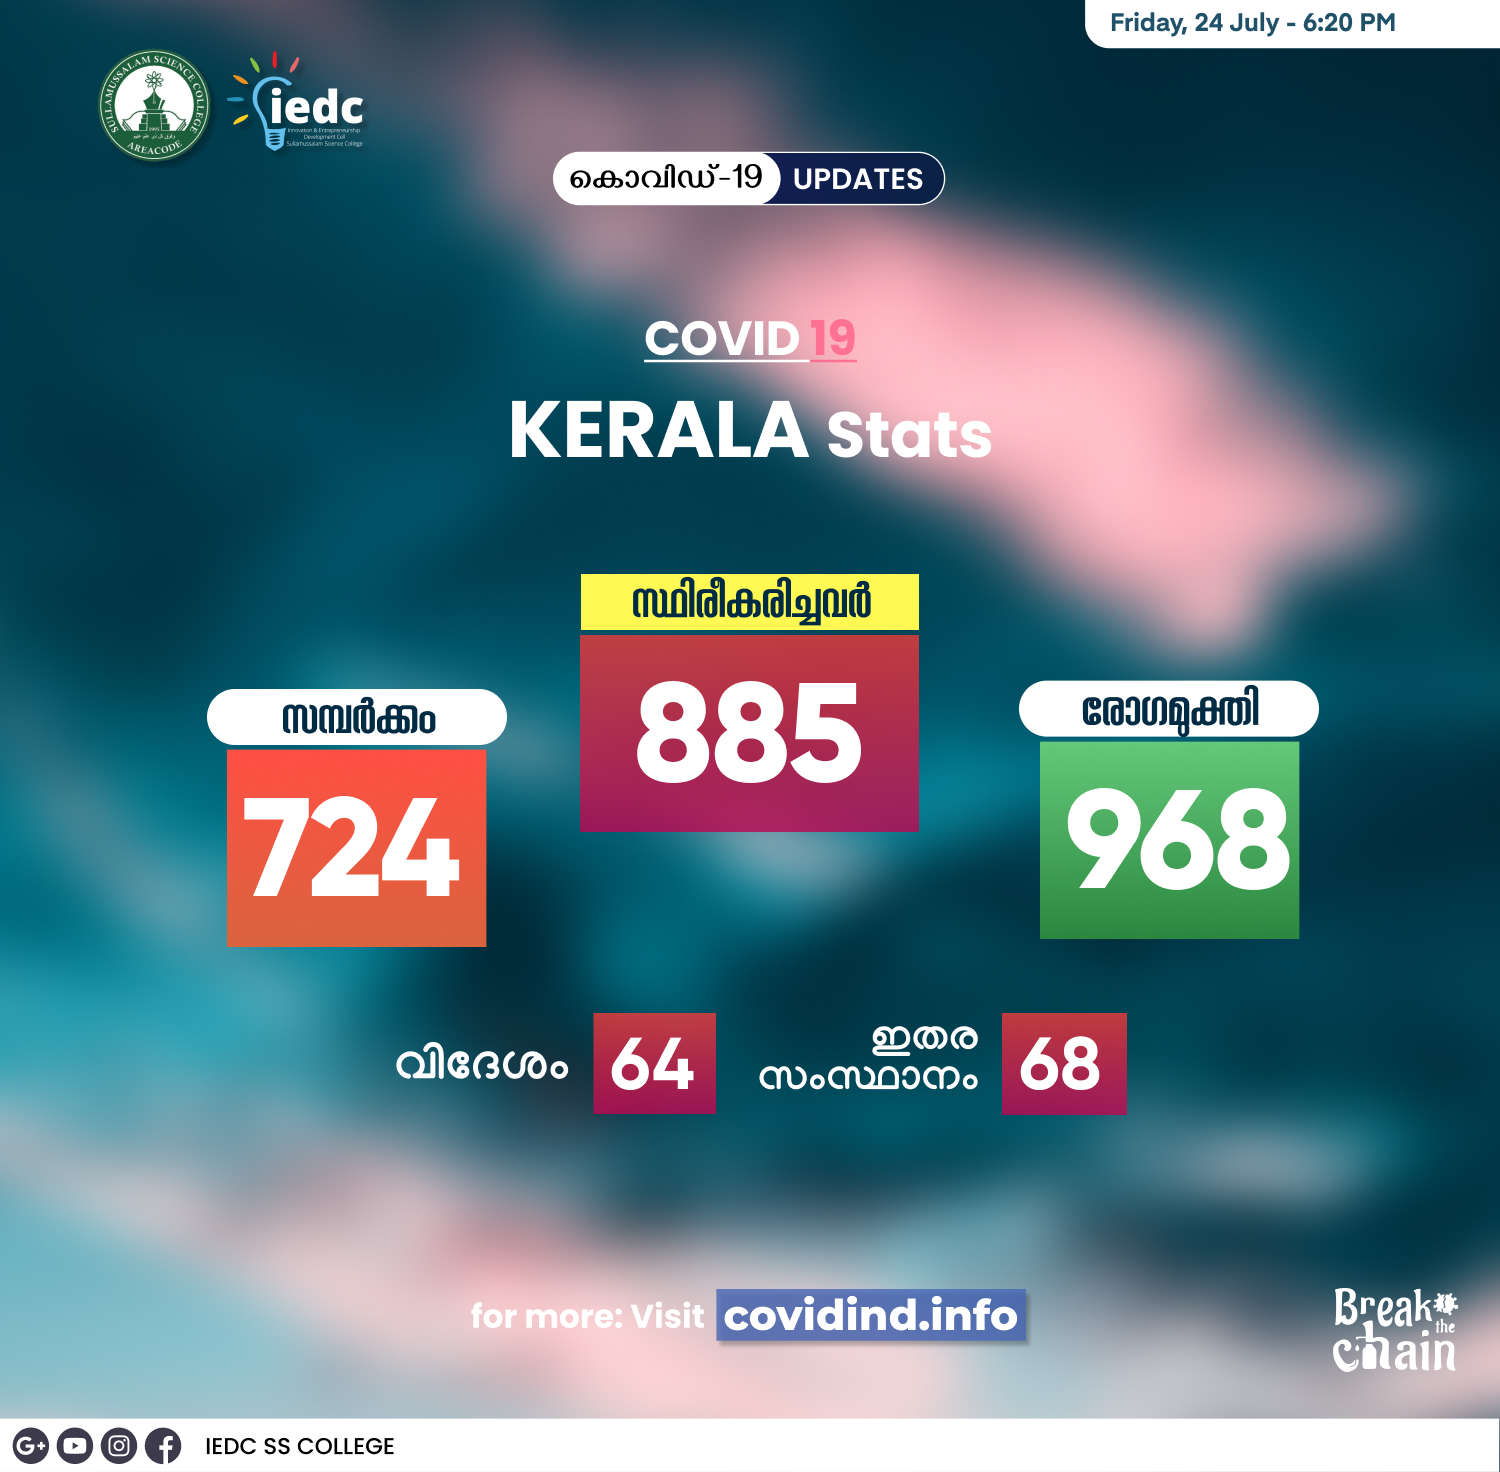 Friday, 24 July - 6:20 PM
SULLAMUSSALAM SCIENCE COLLEGE
1995
AREACODE
iedc
Innovation & Entrepreneurship
Development Cell
Sullamussalam Science College
കൊവിഡ്-19 UPDATES
COVID 19
KERALA Stats
സ്ഥിരീകരിച്ചവർ
885
സമ്പർക്കം
724
രോഗമുക്തി
968
വിദേശം 64
ഇതര
സംസ്ഥാനം 68
for more: Visit covidind.info
Break
the
chain
G+ IEDC SS COLLEGE